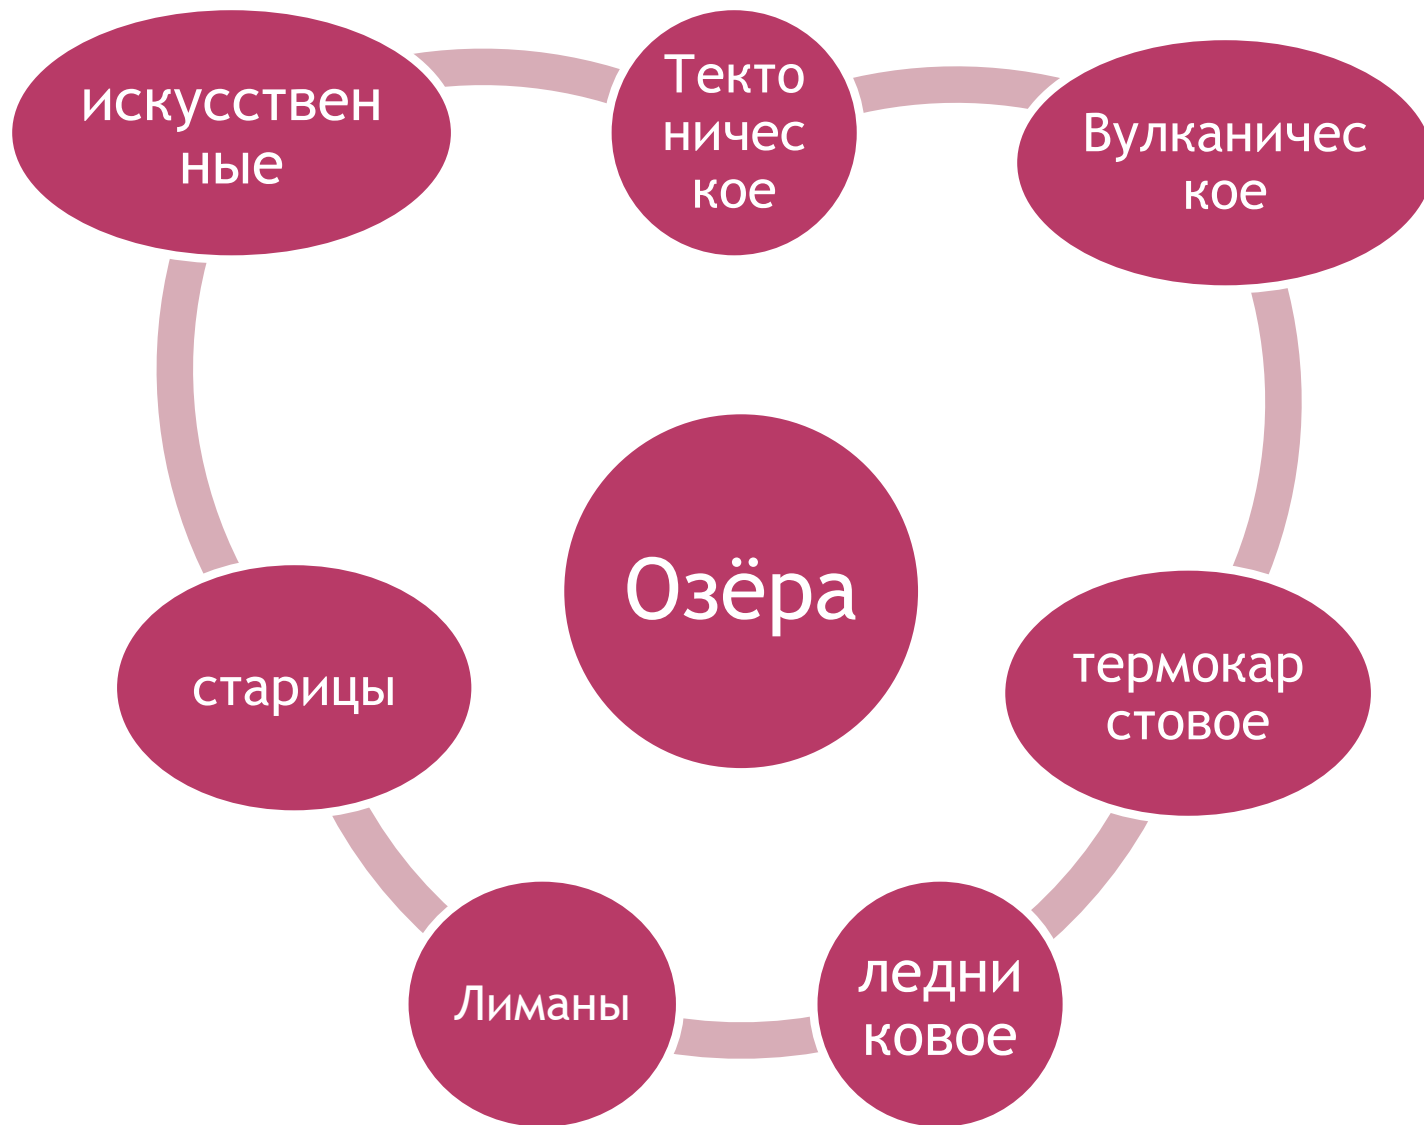 искусствен
ные
Текто
ничес
кое
Вулканичес
кое
Озёра
старицы
термокар
стовое
Лиманы
ледни
ковое